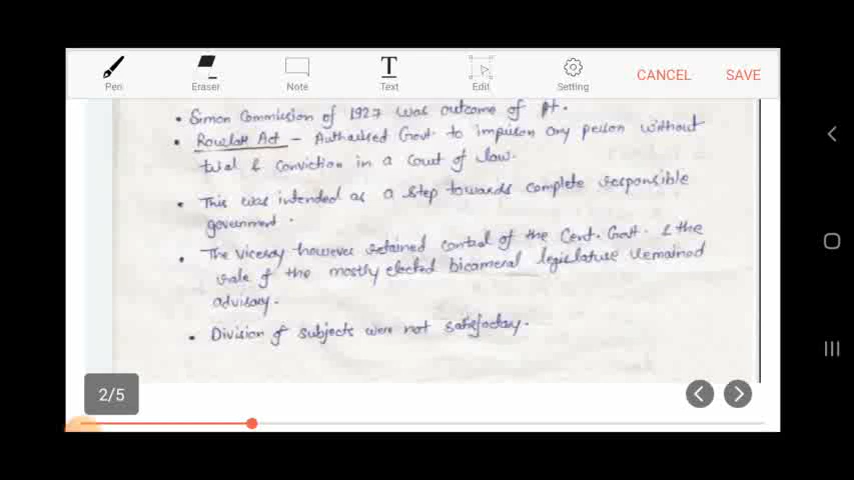 Pen Eraser Note Text Edit Setting CANCEL SAVE
• Simon Commission of 1927 was outcome of it.
• Rowlatt Act - Authorised Govt. to imprison any person without
trial & conviction in a court of law.
• This was intended as a step towards complete responsible
government.
• The viceroy however retained control of the Cent. Govt. & the
role of the mostly elected bicameral legislature remained
advisory.
• Division of subjects were not satisfactory.
2/5